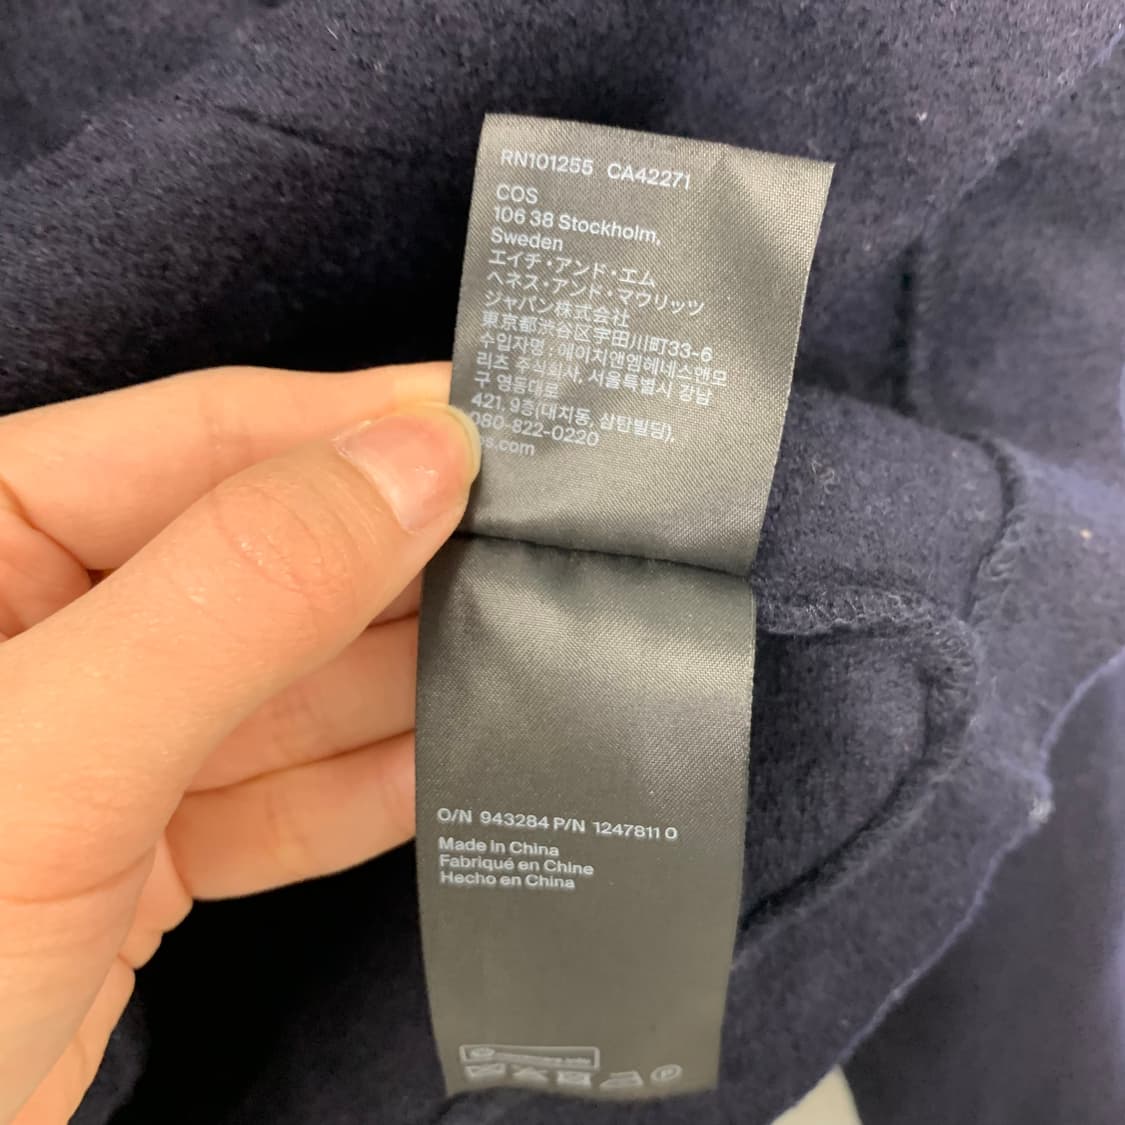 RN101255 CA42271
COS
106 38 Stockholm,
Sweden
エイチ・アンド・エム
ヘネス・アンド・マウリッツ
ジャパン株式会社
東京都渋谷区宇田川町33-6
수입자명 : 에이치앤엠헤네스앤모
리츠 주식회사, 서울특별시 강남
구 영동대로
421, 9층(대치동, 삼탄빌딩),
080-822-0220
s.com
O/N 943284 P/N 1247811 0
Made in China
Fabriqué en Chine
Hecho en China
P